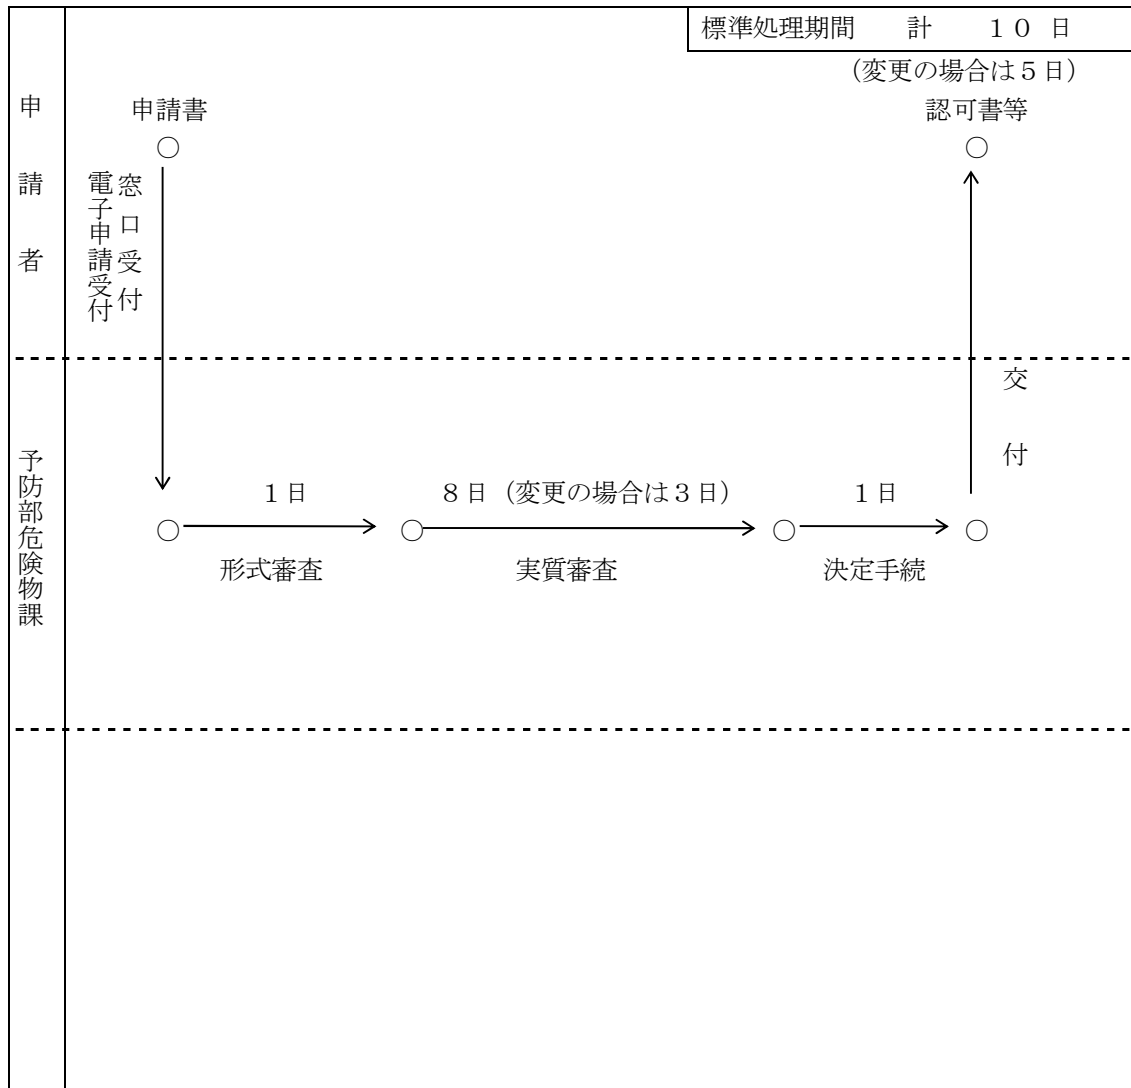 標準処理期間　　計　　１０ 日
（変更の場合は５日）
申請者
申請書
認可書等
窓口受付
電子申請受付
交付
予防部危険物課
１日
８日（変更の場合は３日）
１日
形式審査
実質審査
決定手続